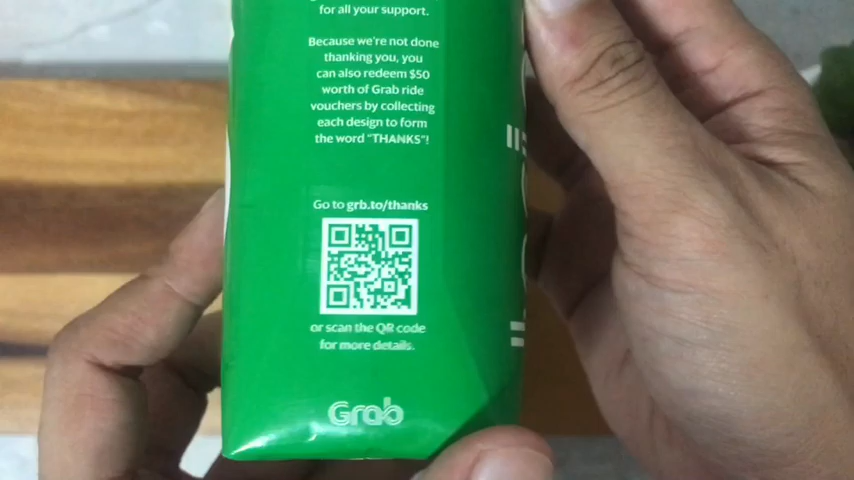 for all your support.
Because we're not done
thanking you, you
can also redeem $50
worth of Grab ride
vouchers by collecting
each design to form
the word "THANKS"!
Go to grb.to/thanks
or scan the QR code
for more details.
Grab